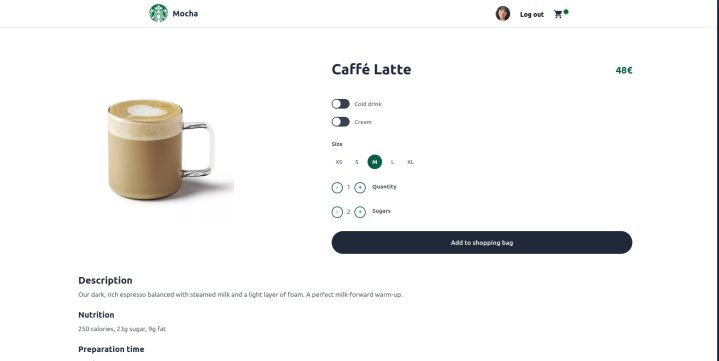 Mocha
Log out
Caffé Latte
48€
Cold drink
Cream
Size
XS S M L XL
- 1 + Quantity
- 2 + Sugars
Add to shopping bag
Description
Our dark, rich espresso balanced with steamed milk and a light layer of foam. A perfect milk-forward warm-up.
Nutrition
250 calories, 23g sugar, 9g fat
Preparation time